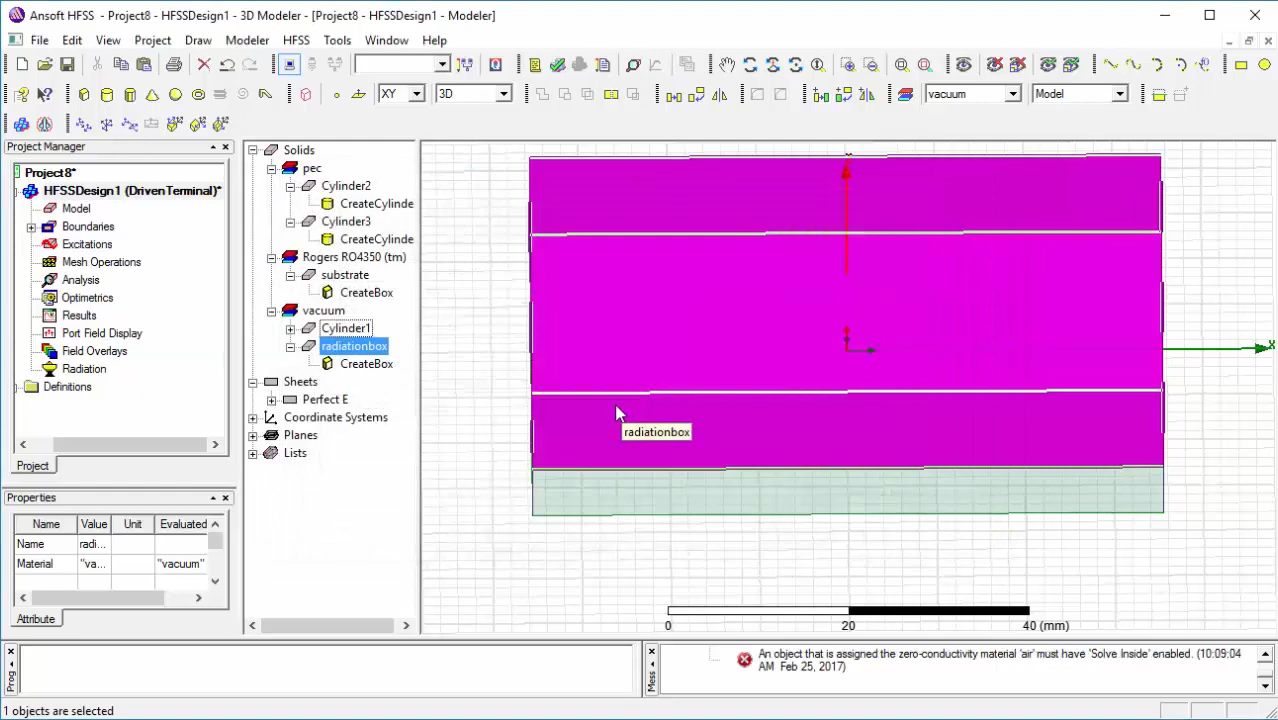 Ansoft HFSS - Project8 - HFSSDesign1 - 3D Modeler - [Project8 - HFSSDesign1 - Modeler]
File Edit View Project Draw Modeler HFSS Tools Window Help
XY 3D vacuum Model
Project Manager
Project8*
HFSSDesign1 (DrivenTerminal)*
Model
Boundaries
Excitations
Mesh Operations
Analysis
Optimetrics
Results
Port Field Display
Field Overlays
Radiation
Definitions
Project
Properties
Name Value Unit Evaluated
Name radi...
Material "va... "vacuum"
Attribute
Solids
pec
Cylinder2
CreateCylinde
Cylinder3
CreateCylinde
Rogers RO4350 (tm)
substrate
CreateBox
vacuum
Cylinder1
radiationbox
CreateBox
Sheets
Perfect E
Coordinate Systems
Planes
Lists
radiationbox
0 20 40 (mm)
Prog
Mess
An object that is assigned the zero-conductivity material 'air' must have 'Solve Inside' enabled. (10:09:04
AM Feb 25, 2017)
1 objects are selected